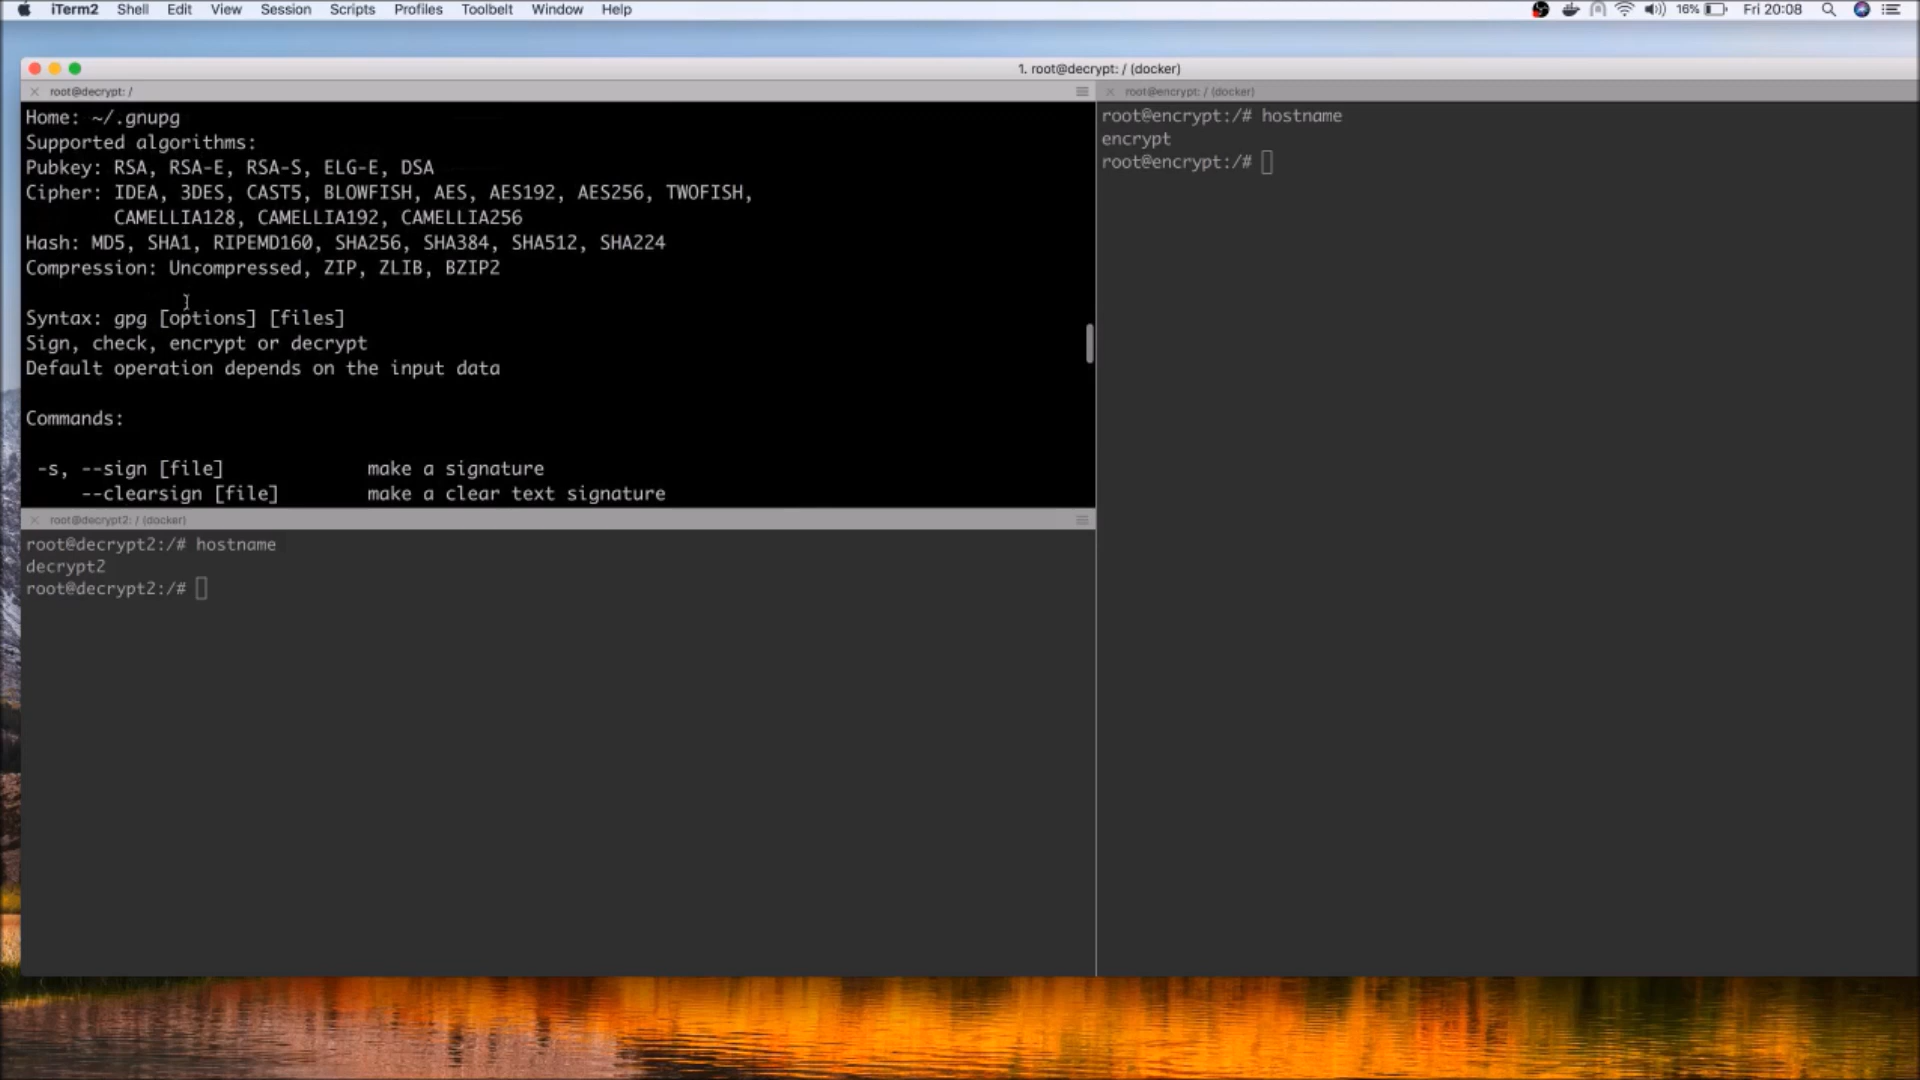 iTerm2 Shell Edit View Session Scripts Profiles Toolbelt Window Help 16% Fri 20:08
1. root@decrypt: / (docker)
root@decrypt: /
Home: ~/.gnupg
Supported algorithms:
Pubkey: RSA, RSA-E, RSA-S, ELG-E, DSA
Cipher: IDEA, 3DES, CAST5, BLOWFISH, AES, AES192, AES256, TWOFISH,
CAMELLIA128, CAMELLIA192, CAMELLIA256
Hash: MD5, SHA1, RIPEMD160, SHA256, SHA384, SHA512, SHA224
Compression: Uncompressed, ZIP, ZLIB, BZIP2
Syntax: gpg [options] [files]
Sign, check, encrypt or decrypt
Default operation depends on the input data
Commands:
-s, --sign [file] make a signature
--clearsign [file] make a clear text signature
root@decrypt2: / (docker)
root@decrypt2:/# hostname
decrypt2
root@decrypt2:/#
root@encrypt: / (docker)
root@encrypt:/# hostname
encrypt
root@encrypt:/#